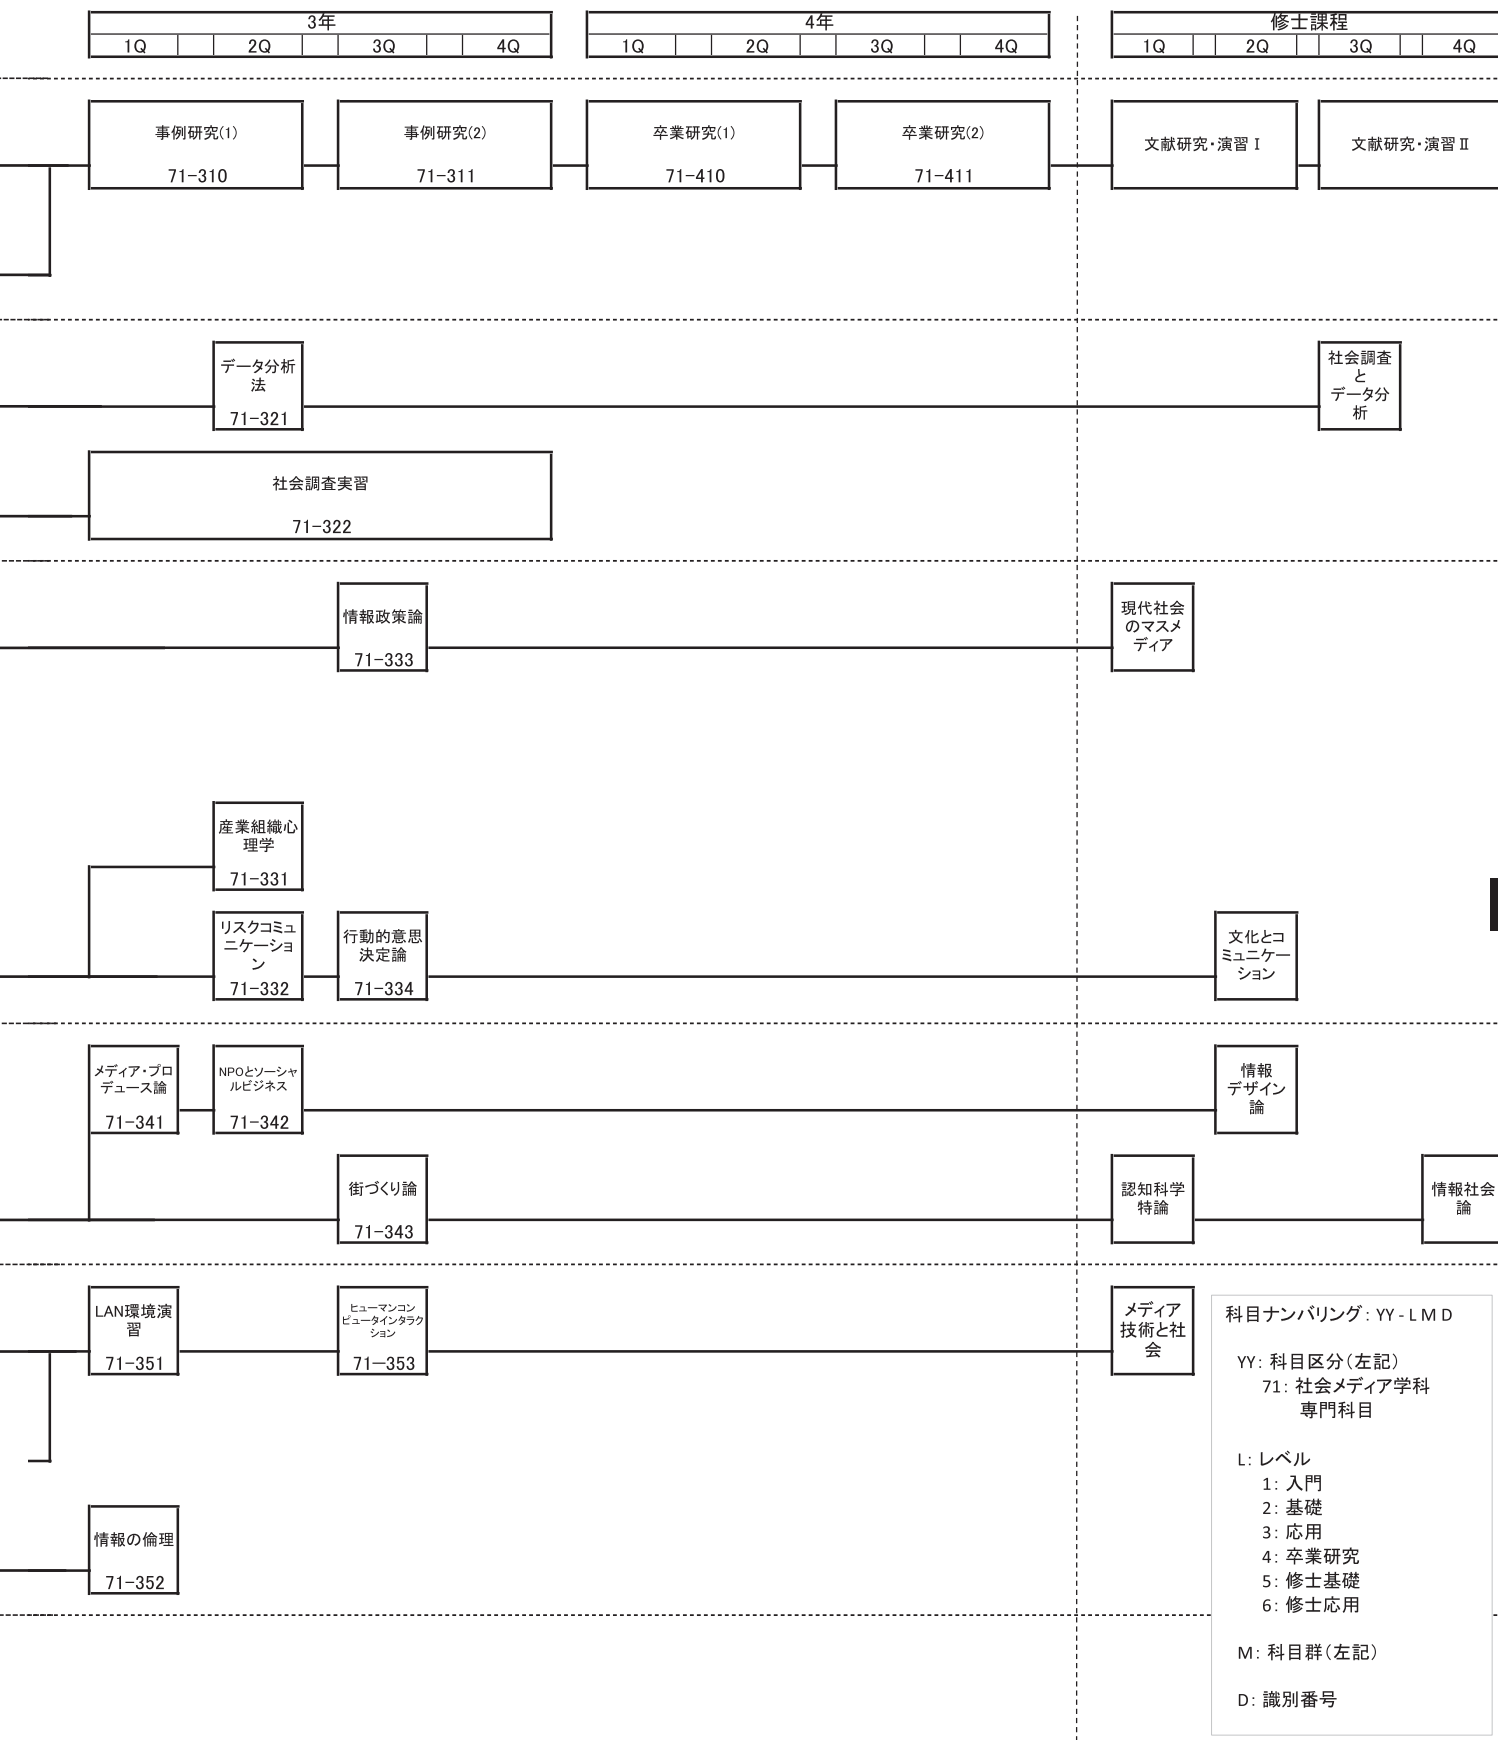 3年
4年
修士課程
1Q 2Q 3Q 4Q
1Q 2Q 3Q 4Q
1Q 2Q 3Q 4Q
事例研究(1)
71-310
事例研究(2)
71-311
卒業研究(1)
71-410
卒業研究(2)
71-411
文献研究・演習Ⅰ
文献研究・演習Ⅱ
データ分析
法
71-321
社会調査
と
データ分
析
社会調査実習
71-322
情報政策論
71-333
現代社会
のマスメ
ディア
産業組織心
理学
71-331
リスクコミュ
ニケーショ
ン
71-332
行動的意思
決定論
71-334
文化とコ
ミュニケー
ション
メディア・プロ
デュース論
71-341
NPOとソーシャ
ルビジネス
71-342
情報
デザイン
論
街づくり論
71-343
認知科学
特論
情報社会
論
LAN環境演
習
71-351
ヒューマンコン
ピュータインタラク
ション
71―353
メディア
技術と社
会
情報の倫理
71-352
科目ナンバリング: YY - L M D
YY: 科目区分(左記)
71: 社会メディア学科
専門科目
L: レベル
1: 入門
2: 基礎
3: 応用
4: 卒業研究
5: 修士基礎
6: 修士応用
M: 科目群(左記)
D: 識別番号